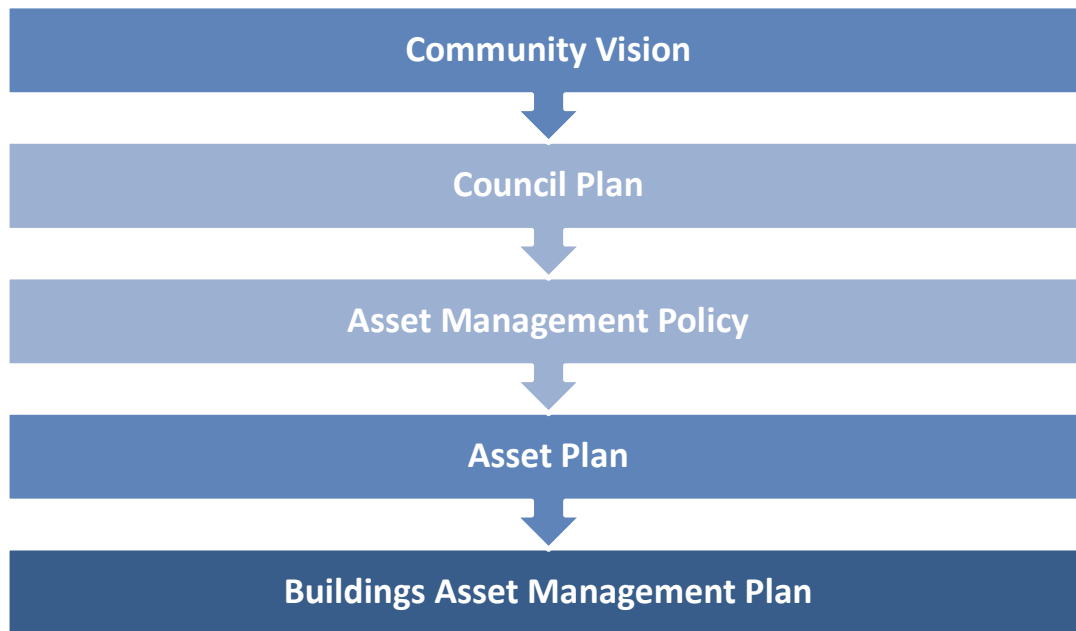 Community Vision
Council Plan
Asset Management Policy
Asset Plan
Buildings Asset Management Plan